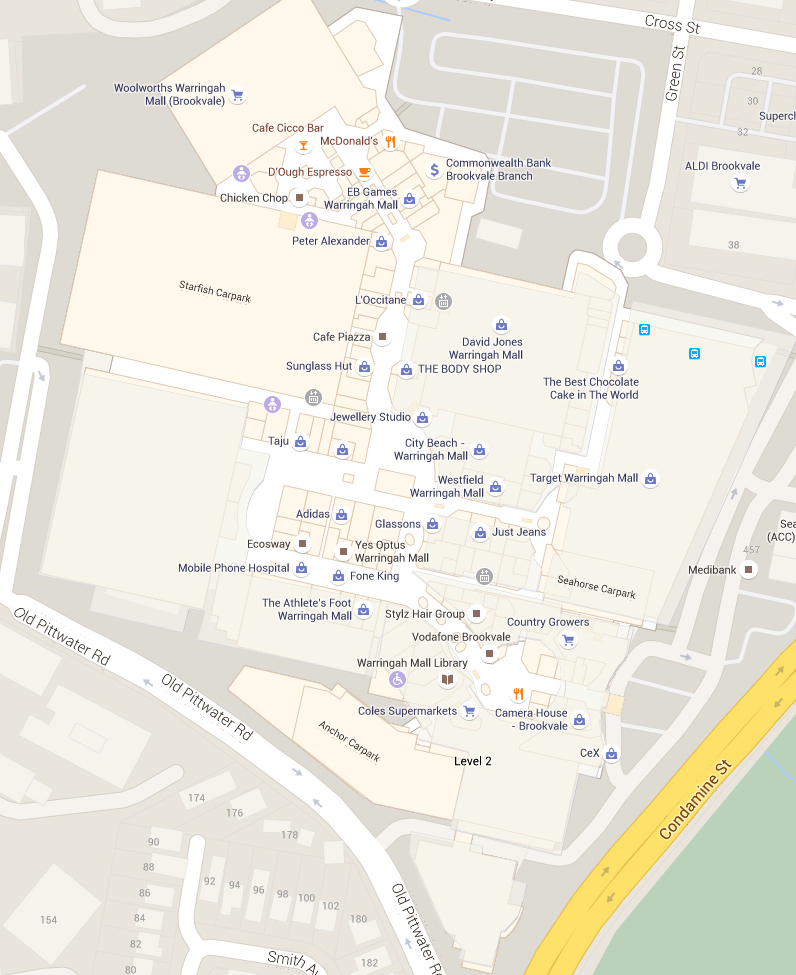 Cross St
Green St
28
30
32
Superch
Woolworths Warringah
Mall (Brookvale)
Cafe Cicco Bar
McDonald's
Commonwealth Bank
Brookvale Branch
ALDI Brookvale
D'Ough Espresso
EB Games
Warringah Mall
Chicken Chop
38
Peter Alexander
Starfish Carpark
L'Occitane
Cafe Piazza
David Jones
Warringah Mall
Sunglass Hut
THE BODY SHOP
The Best Chocolate
Cake in The World
Jewellery Studio
Taju
City Beach -
Warringah Mall
Westfield
Warringah Mall
Target Warringah Mall
Adidas
Glassons
Just Jeans
Sea
(ACC)
Ecosway
Yes Optus
Warringah Mall
457
Mobile Phone Hospital
Fone King
Medibank
Seahorse Carpark
The Athlete's Foot
Warringah Mall
Stylz Hair Group
Country Growers
Old Pittwater Rd
Vodafone Brookvale
Warringah Mall Library
Old Pittwater Rd
Coles Supermarkets
Camera House
- Brookvale
Anchor Carpark
CeX
Level 2
Condamine St
174
176
178
90
88
86
84
82
80
92
94
96
98
100
102
180
154
182
Old Pittwater Rd
Smith Av